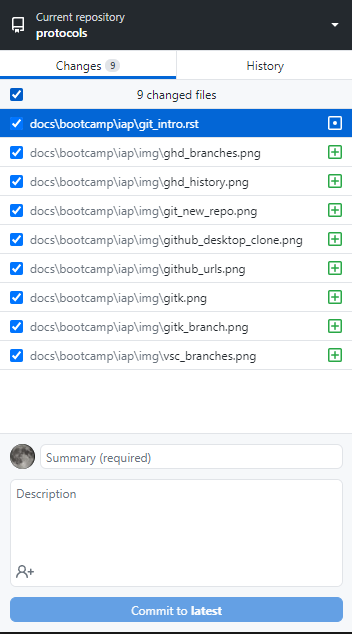 Current repository
protocols
Changes 9
History
9 changed files
docs\bootcamp\iap\git_intro.rst
docs\bootcamp\iap\img\ghd_branches.png
docs\bootcamp\iap\img\ghd_history.png
docs\bootcamp\iap\img\git_new_repo.png
docs\bootcamp\iap\img\github_desktop_clone.png
docs\bootcamp\iap\img\github_urls.png
docs\bootcamp\iap\img\gitk.png
docs\bootcamp\iap\img\gitk_branch.png
docs\bootcamp\iap\img\vsc_branches.png
Summary (required)
Description
Commit to latest